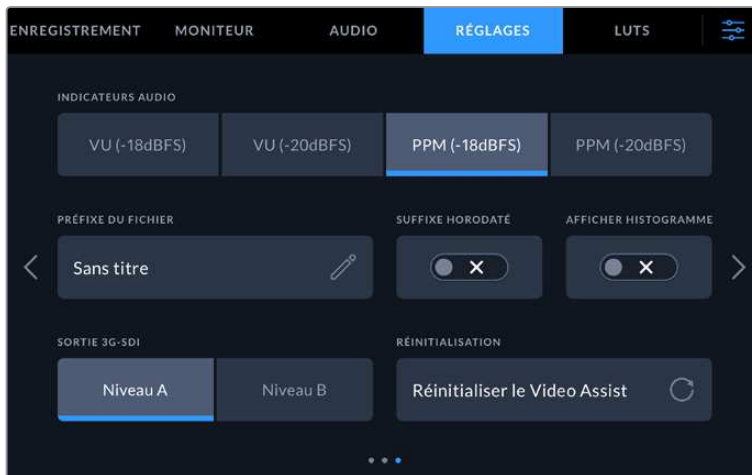 ENREGISTREMENT MONITEUR AUDIO RÉGLAGES LUTS
INDICATEURS AUDIO
VU (-18dBFS) VU (-20dBFS) PPM (-18dBFS) PPM (-20dBFS)
PRÉFIXE DU FICHIER SUFFIXE HORODATÉ AFFICHER HISTOGRAMME
Sans titre
SORTIE 3G-SDI RÉINITIALISATION
Niveau A Niveau B Réinitialiser le Video Assist